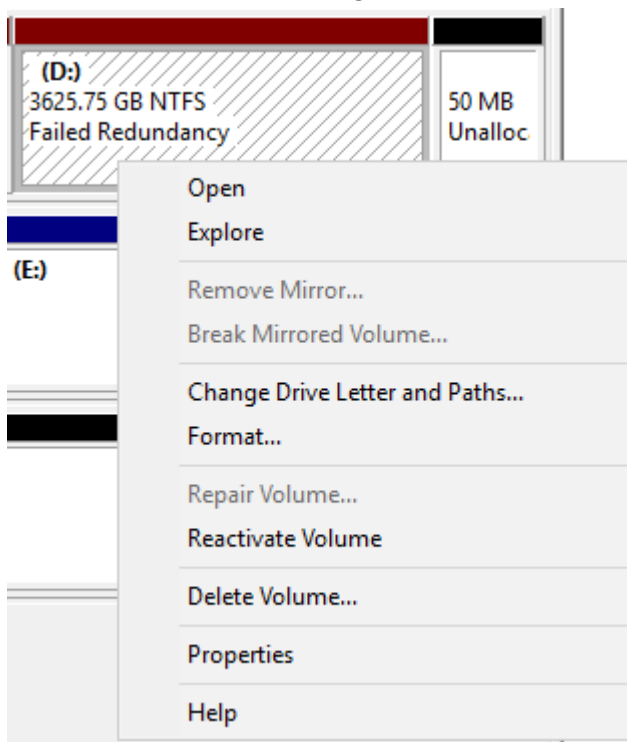 (D:)
3625.75 GB NTFS
Failed Redundancy
50 MB
Unalloc
Open
Explore
(E:)
Remove Mirror...
Break Mirrored Volume...
Change Drive Letter and Paths...
Format...
Repair Volume...
Reactivate Volume
Delete Volume...
Properties
Help